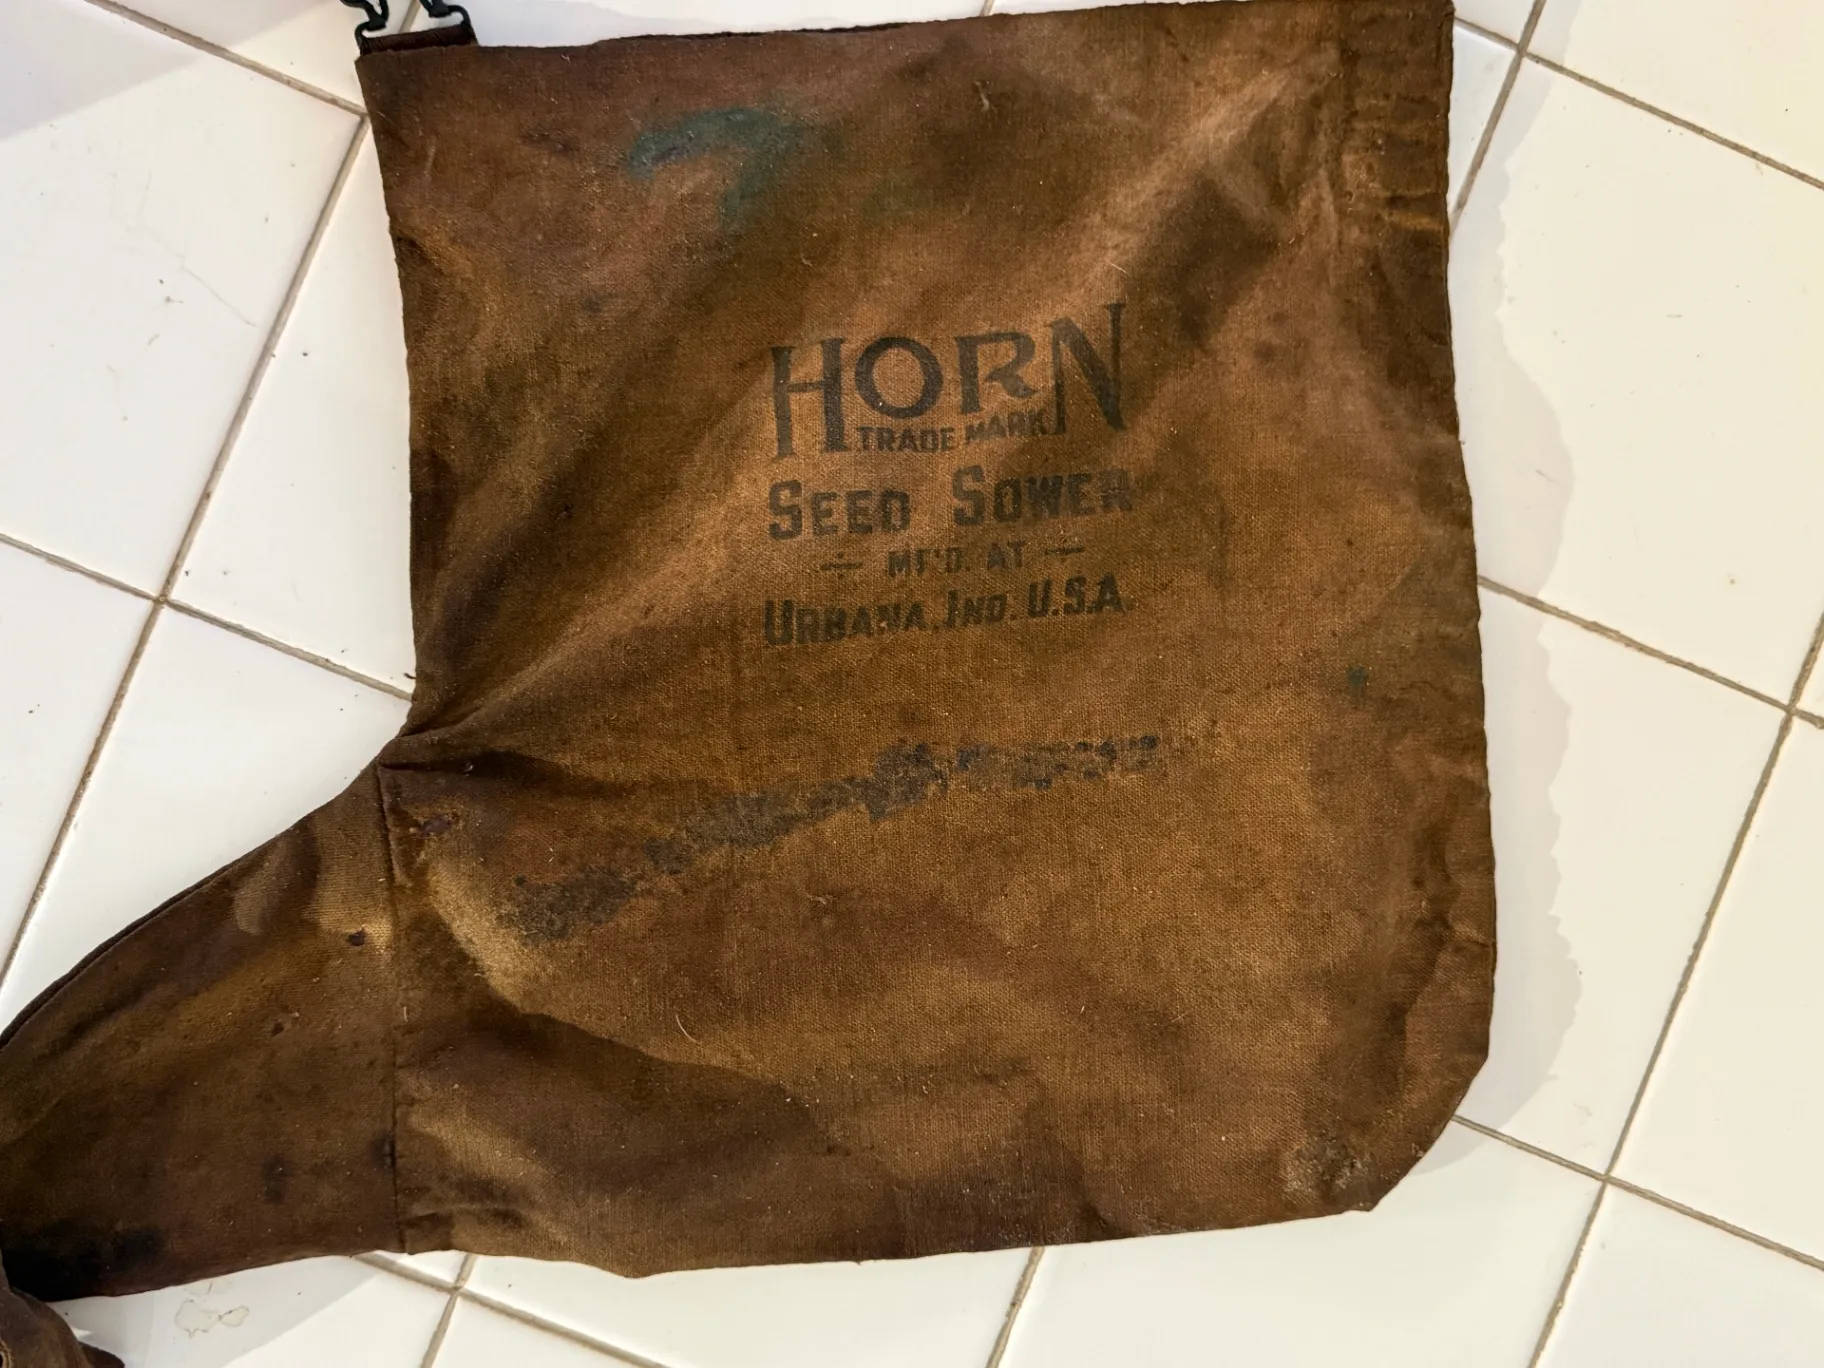 HORN
TRADE MARK
SEED SOWER
MF'D. AT
URBANA, IND. U.S.A.